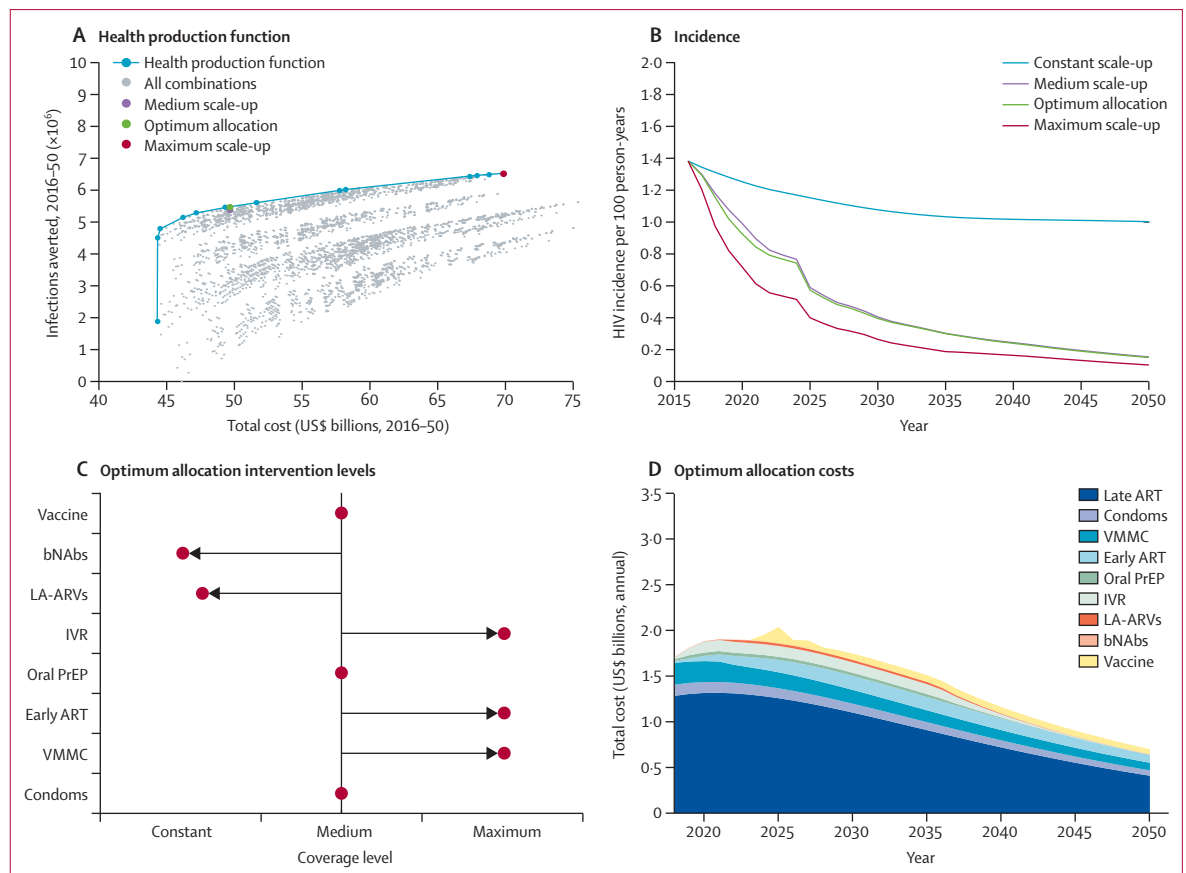 A Health production function
10
9
8
7
6
5
4
3
2
1
0
Infections averted, 2016–50 (×10⁶)
Health production function
All combinations
Medium scale-up
Optimum allocation
Maximum scale-up
40 45 50 55 60 65 70 75
Total cost (US$ billions, 2016–50)
B Incidence
2·0
1·8
1·6
1·4
1·2
1·0
0·8
0·6
0·4
0·2
0
HIV incidence per 100 person-years
Constant scale-up
Medium scale-up
Optimum allocation
Maximum scale-up
2015 2020 2025 2030 2035 2040 2045 2050
Year
C Optimum allocation intervention levels
Vaccine
bNAbs
LA-ARVs
IVR
Oral PrEP
Early ART
VMMC
Condoms
Constant Medium Maximum
Coverage level
D Optimum allocation costs
3·5
3·0
2·5
2·0
1·5
1·0
0·5
0
Total cost (US$ billions, annual)
Late ART
Condoms
VMMC
Early ART
Oral PrEP
IVR
LA-ARVs
bNAbs
Vaccine
2020 2025 2030 2035 2040 2045 2050
Year